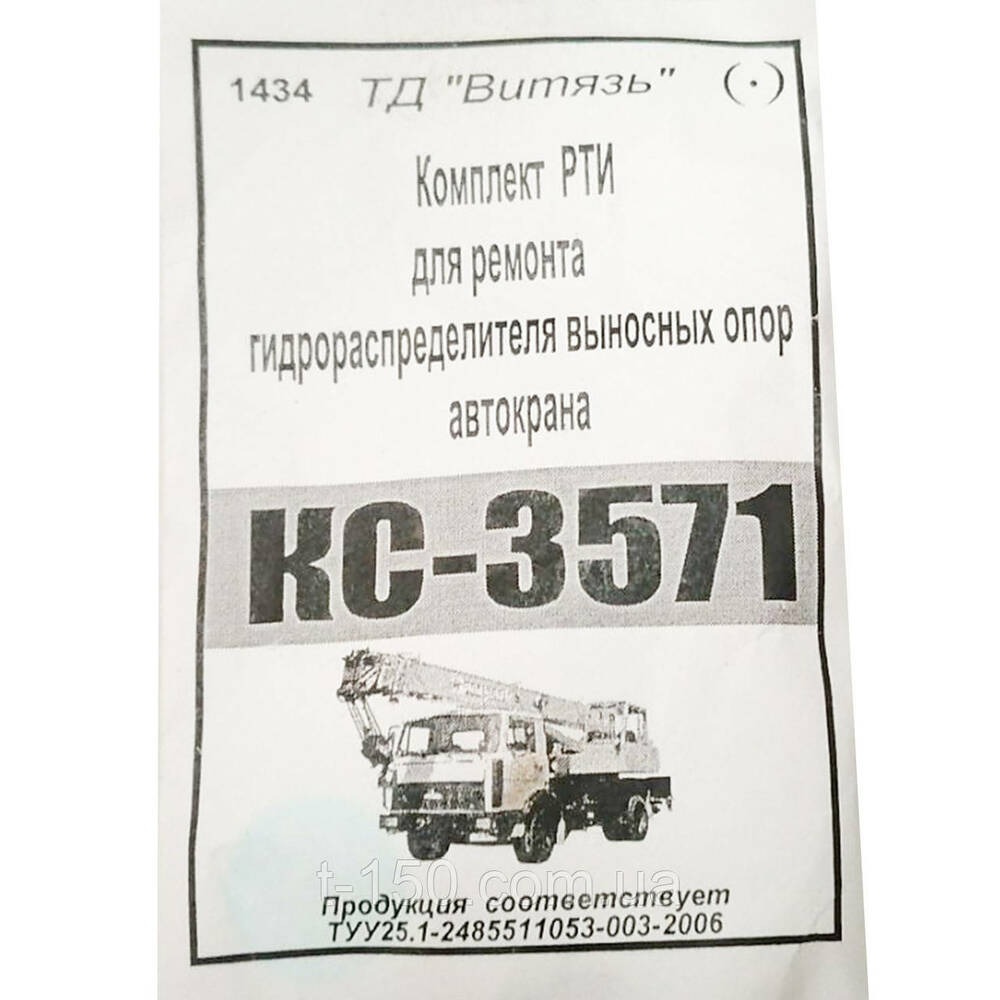 1434 ТД "Витязь" (·)
Комплект РТИ
для ремонта
гидрораспределителя выносных опор
автокрана
КС-3571
t-150.com.ua
Продукция соответствует
ТУУ25.1-2485511053-003-2006